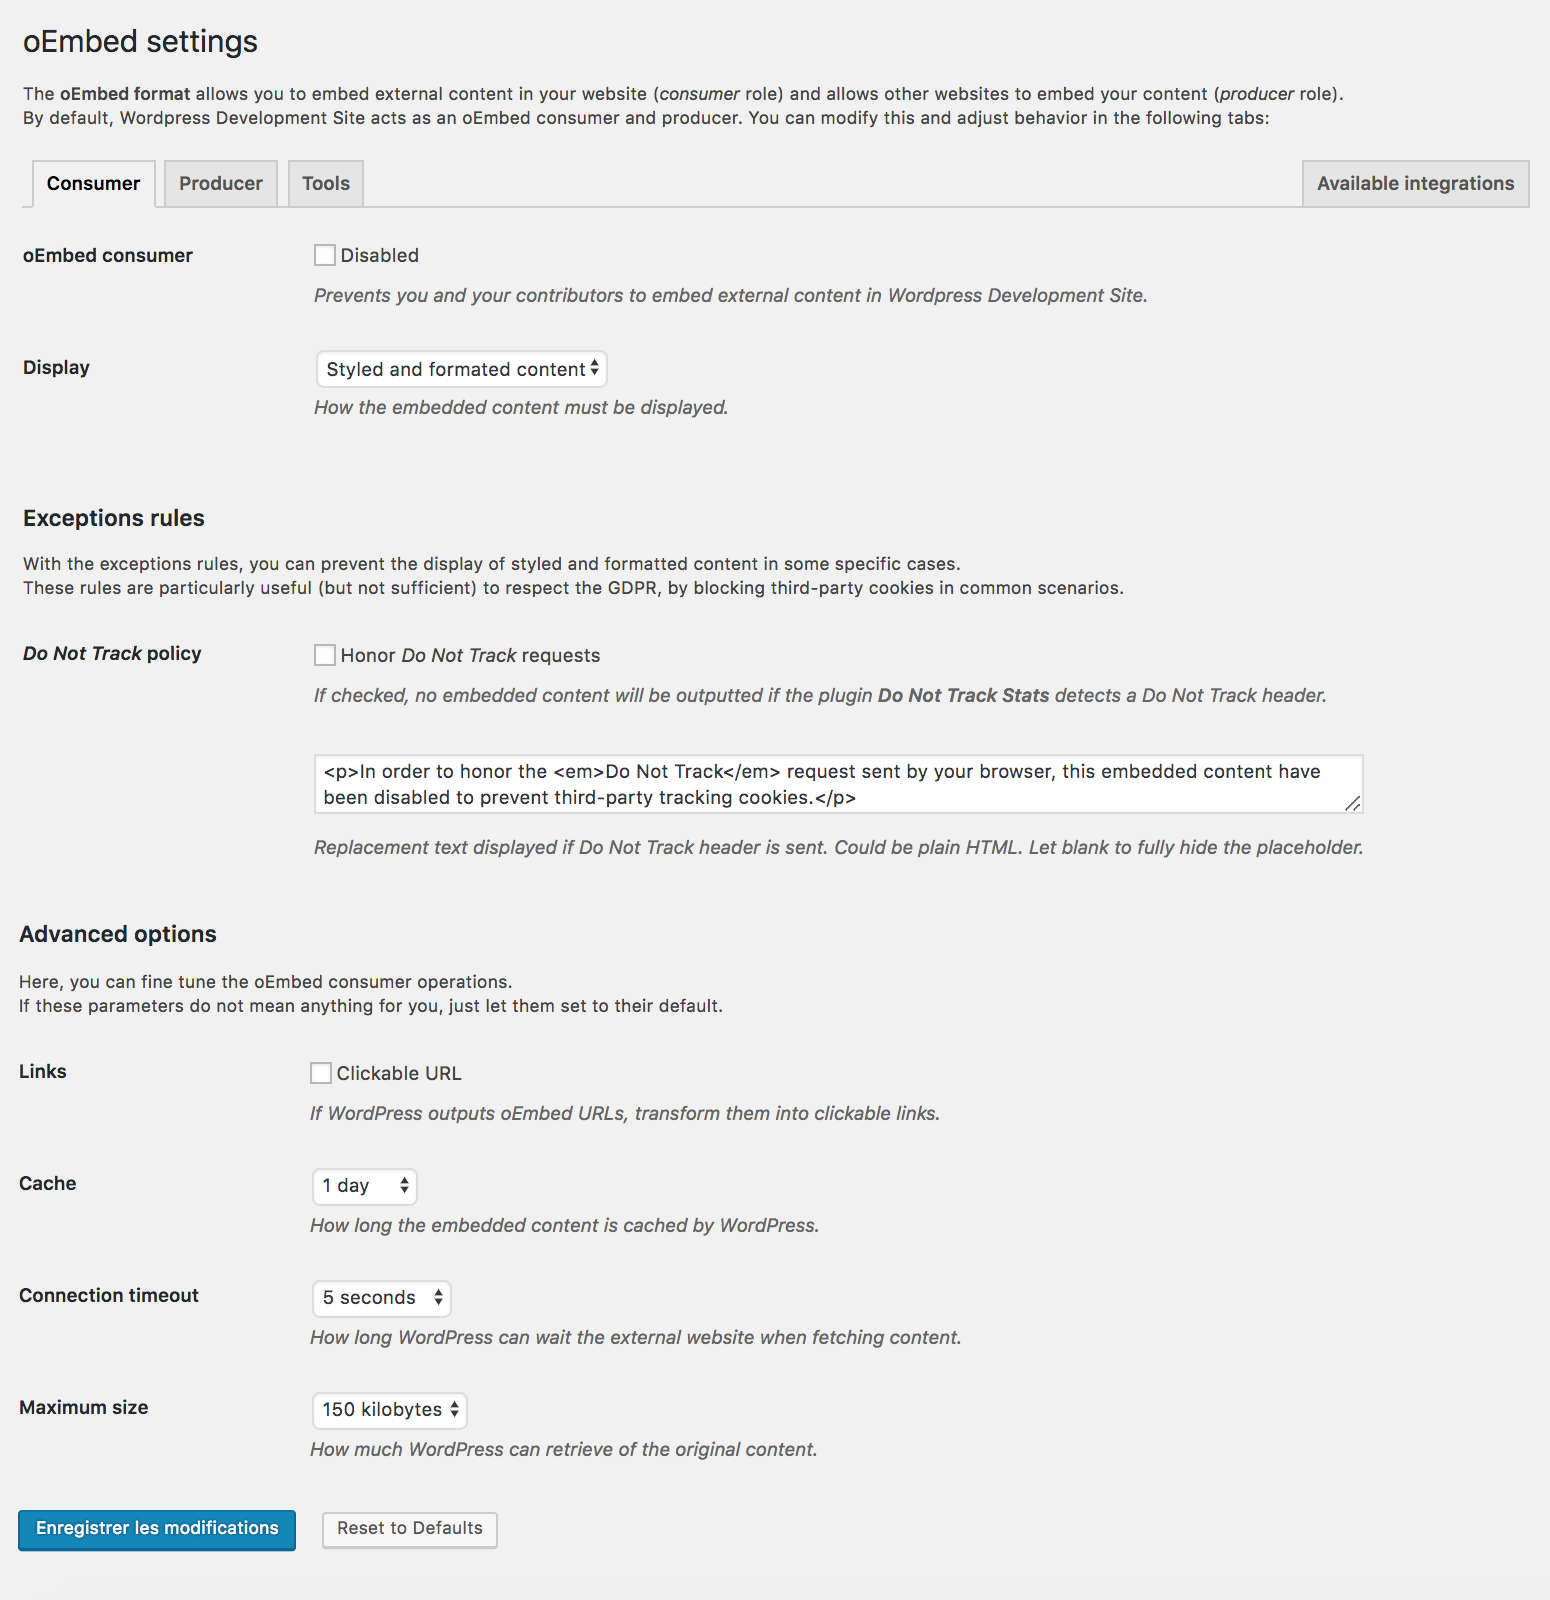 oEmbed settings
The oEmbed format allows you to embed external content in your website (consumer role) and allows other websites to embed your content (producer role).
By default, Wordpress Development Site acts as an oEmbed consumer and producer. You can modify this and adjust behavior in the following tabs:
Consumer Producer Tools Available integrations
oEmbed consumer Disabled
Prevents you and your contributors to embed external content in Wordpress Development Site.
Display Styled and formated content
How the embedded content must be displayed.
Exceptions rules
With the exceptions rules, you can prevent the display of styled and formatted content in some specific cases.
These rules are particularly useful (but not sufficient) to respect the GDPR, by blocking third-party cookies in common scenarios.
Do Not Track policy Honor Do Not Track requests
If checked, no embedded content will be outputted if the plugin Do Not Track Stats detects a Do Not Track header.
<p>In order to honor the <em>Do Not Track</em> request sent by your browser, this embedded content have
been disabled to prevent third-party tracking cookies.</p>
Replacement text displayed if Do Not Track header is sent. Could be plain HTML. Let blank to fully hide the placeholder.
Advanced options
Here, you can fine tune the oEmbed consumer operations.
If these parameters do not mean anything for you, just let them set to their default.
Links Clickable URL
If WordPress outputs oEmbed URLs, transform them into clickable links.
Cache 1 day
How long the embedded content is cached by WordPress.
Connection timeout 5 seconds
How long WordPress can wait the external website when fetching content.
Maximum size 150 kilobytes
How much WordPress can retrieve of the original content.
Enregistrer les modifications Reset to Defaults